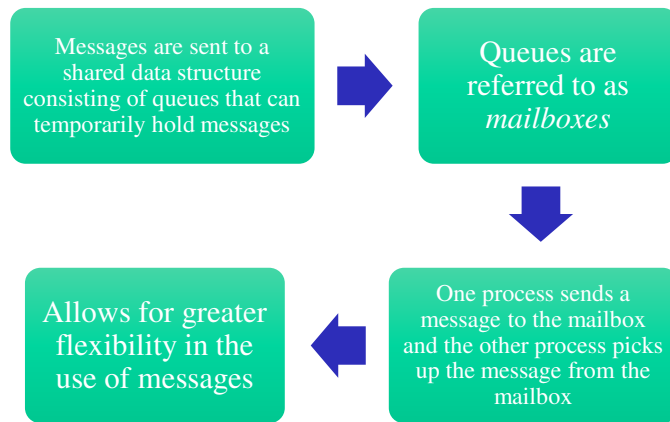 Messages are sent to a
shared data structure
consisting of queues that can
temporarily hold messages
Queues are
referred to as
mailboxes
One process sends a
message to the mailbox
and the other process picks
up the message from the
mailbox
Allows for greater
flexibility in the
use of messages